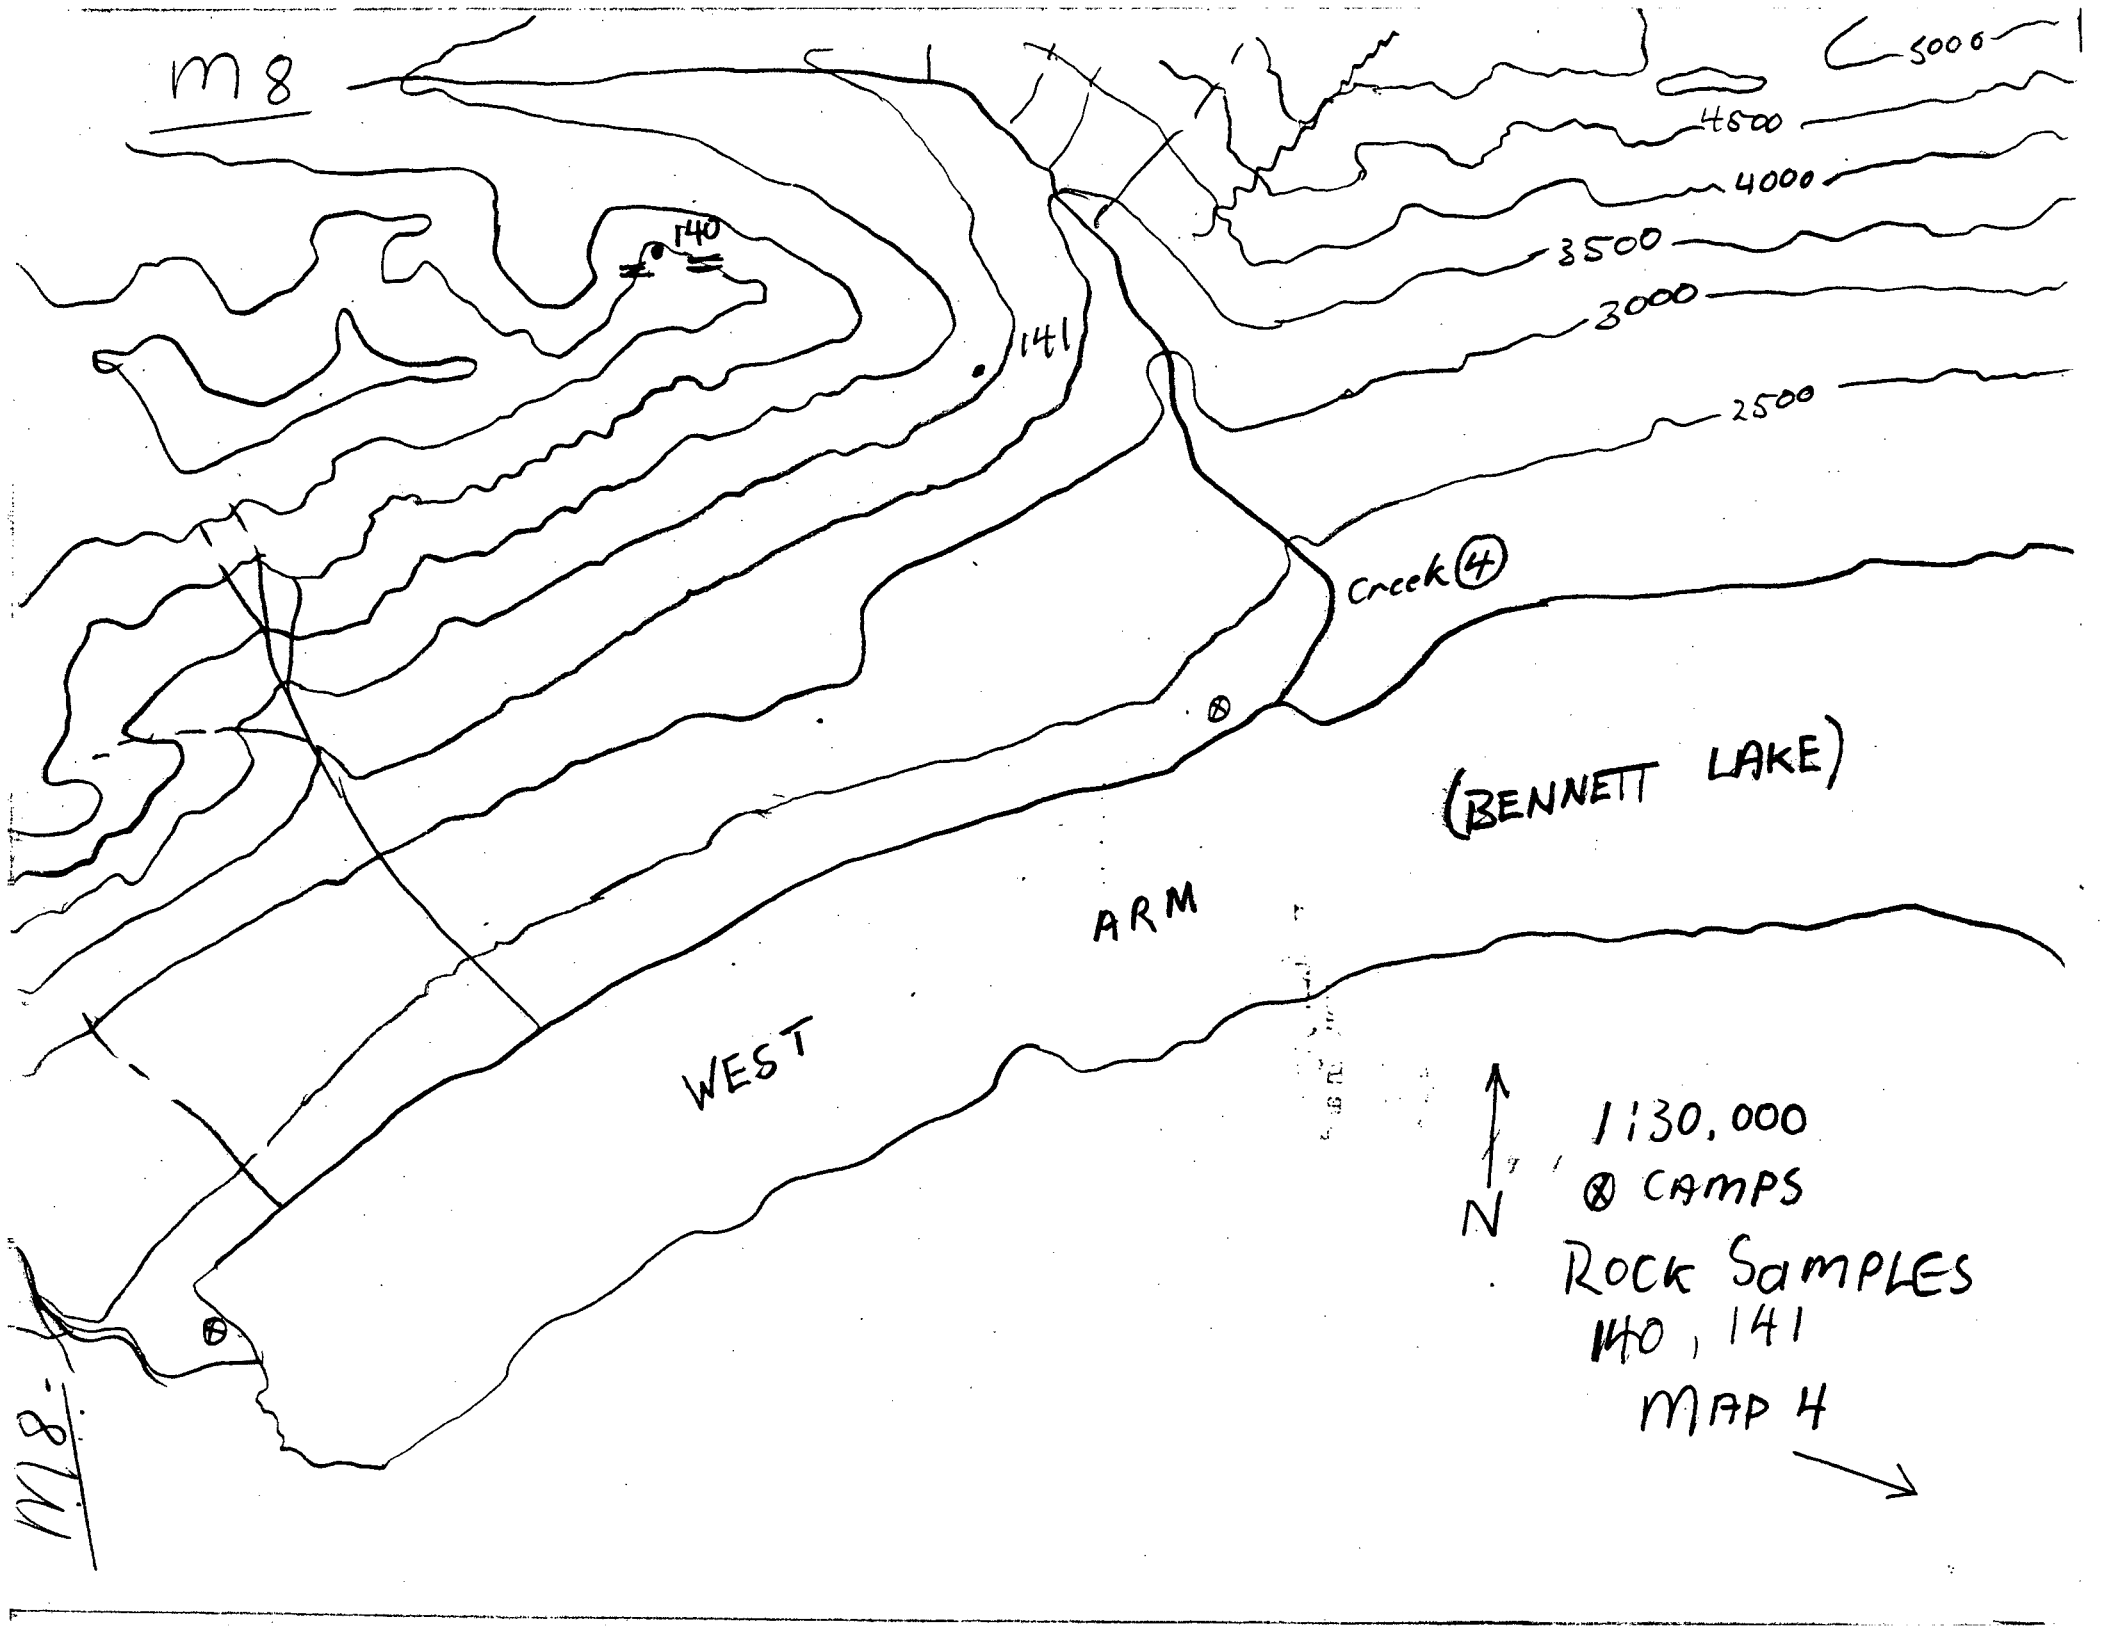 M8
5000
4500
4000
3500
3000
2500
140
141
Creek ④
(BENNETT LAKE)
WEST ARM
N
1:30,000
⊗ CAMPS
ROCK SaMPLES
140, 141
MAP 4
M8